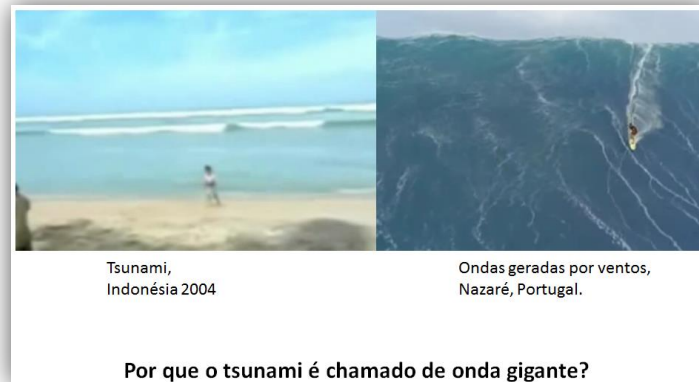 Tsunami,
Indonésia 2004
Ondas geradas por ventos,
Nazaré, Portugal.
Por que o tsunami é chamado de onda gigante?